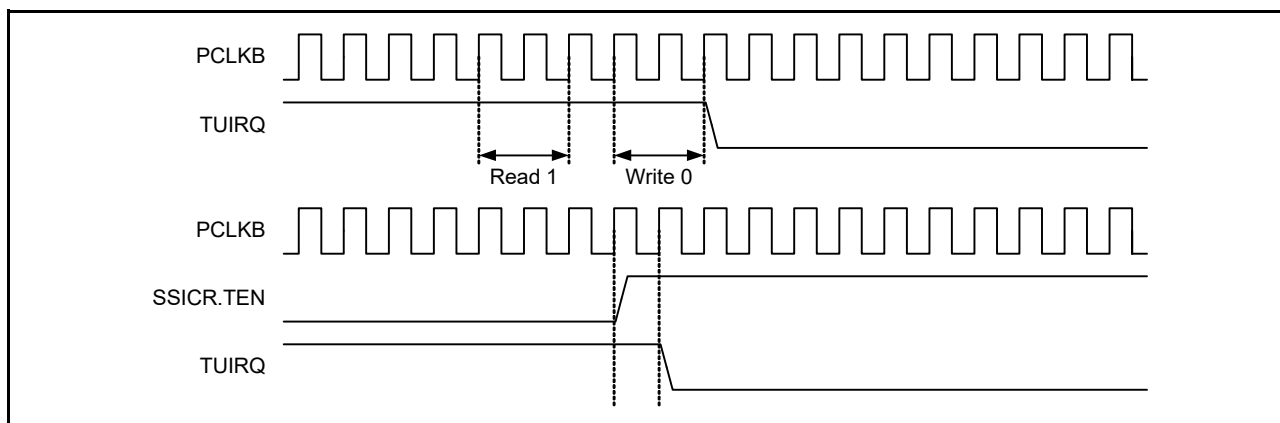 PCLKB
TUIRQ
Read 1 Write 0
PCLKB
SSICR.TEN
TUIRQ